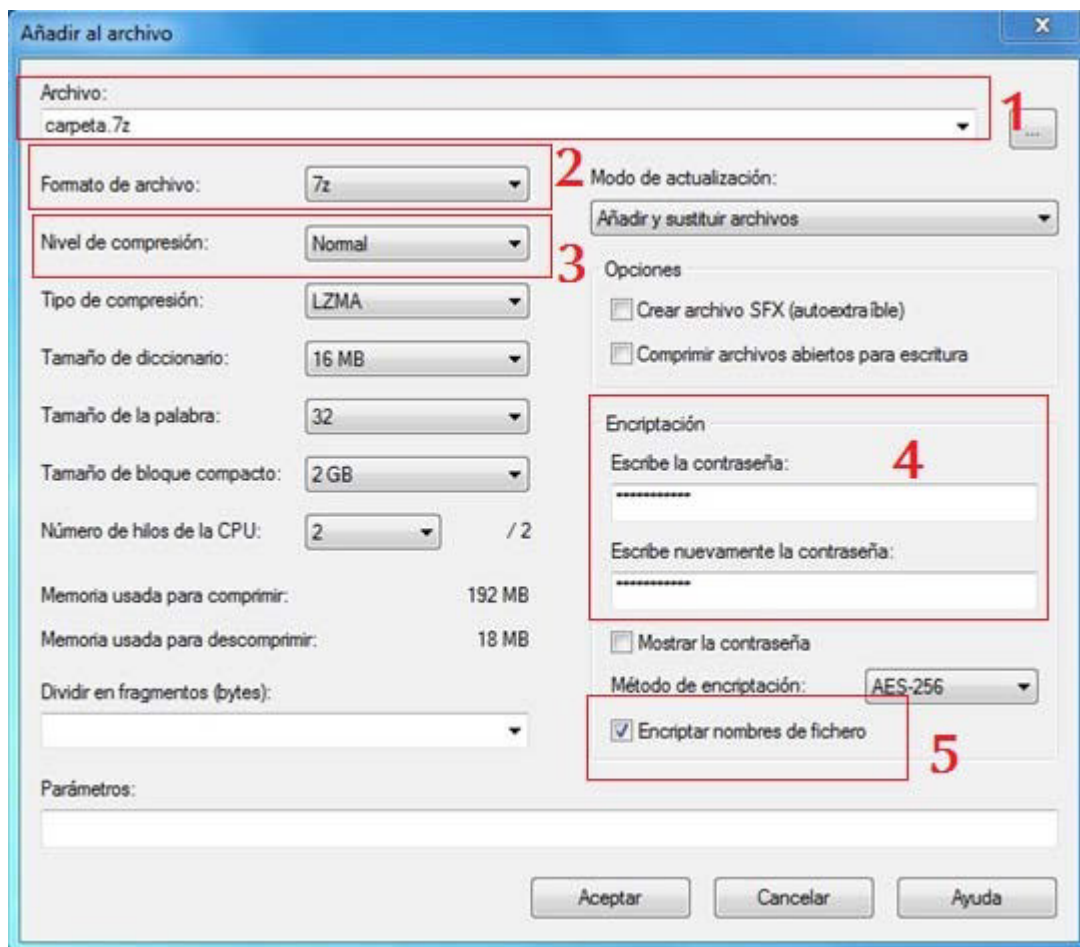 Añadir al archivo
x
Archivo:
carpeta.7z
1
...
2
Formato de archivo:
7z
Modo de actualización:
Añadir y sustituir archivos
Nivel de compresión:
Normal
3
Opciones
Tipo de compresión:
LZMA
Crear archivo SFX (autoextraíble)
Tamaño de diccionario:
16 MB
Comprimir archivos abiertos para escritura
Tamaño de la palabra:
32
Encriptación
4
Escribe la contraseña:
•••••••••••
Tamaño de bloque compacto:
2 GB
Número de hilos de la CPU:
2
/ 2
Escribe nuevamente la contraseña:
•••••••••••
Memoria usada para comprimir:
192 MB
Memoria usada para descomprimir:
18 MB
Mostrar la contraseña
Dividir en fragmentos (bytes):
Método de encriptación:
AES-256
Encriptar nombres de fichero
5
Parámetros:
Aceptar
Cancelar
Ayuda